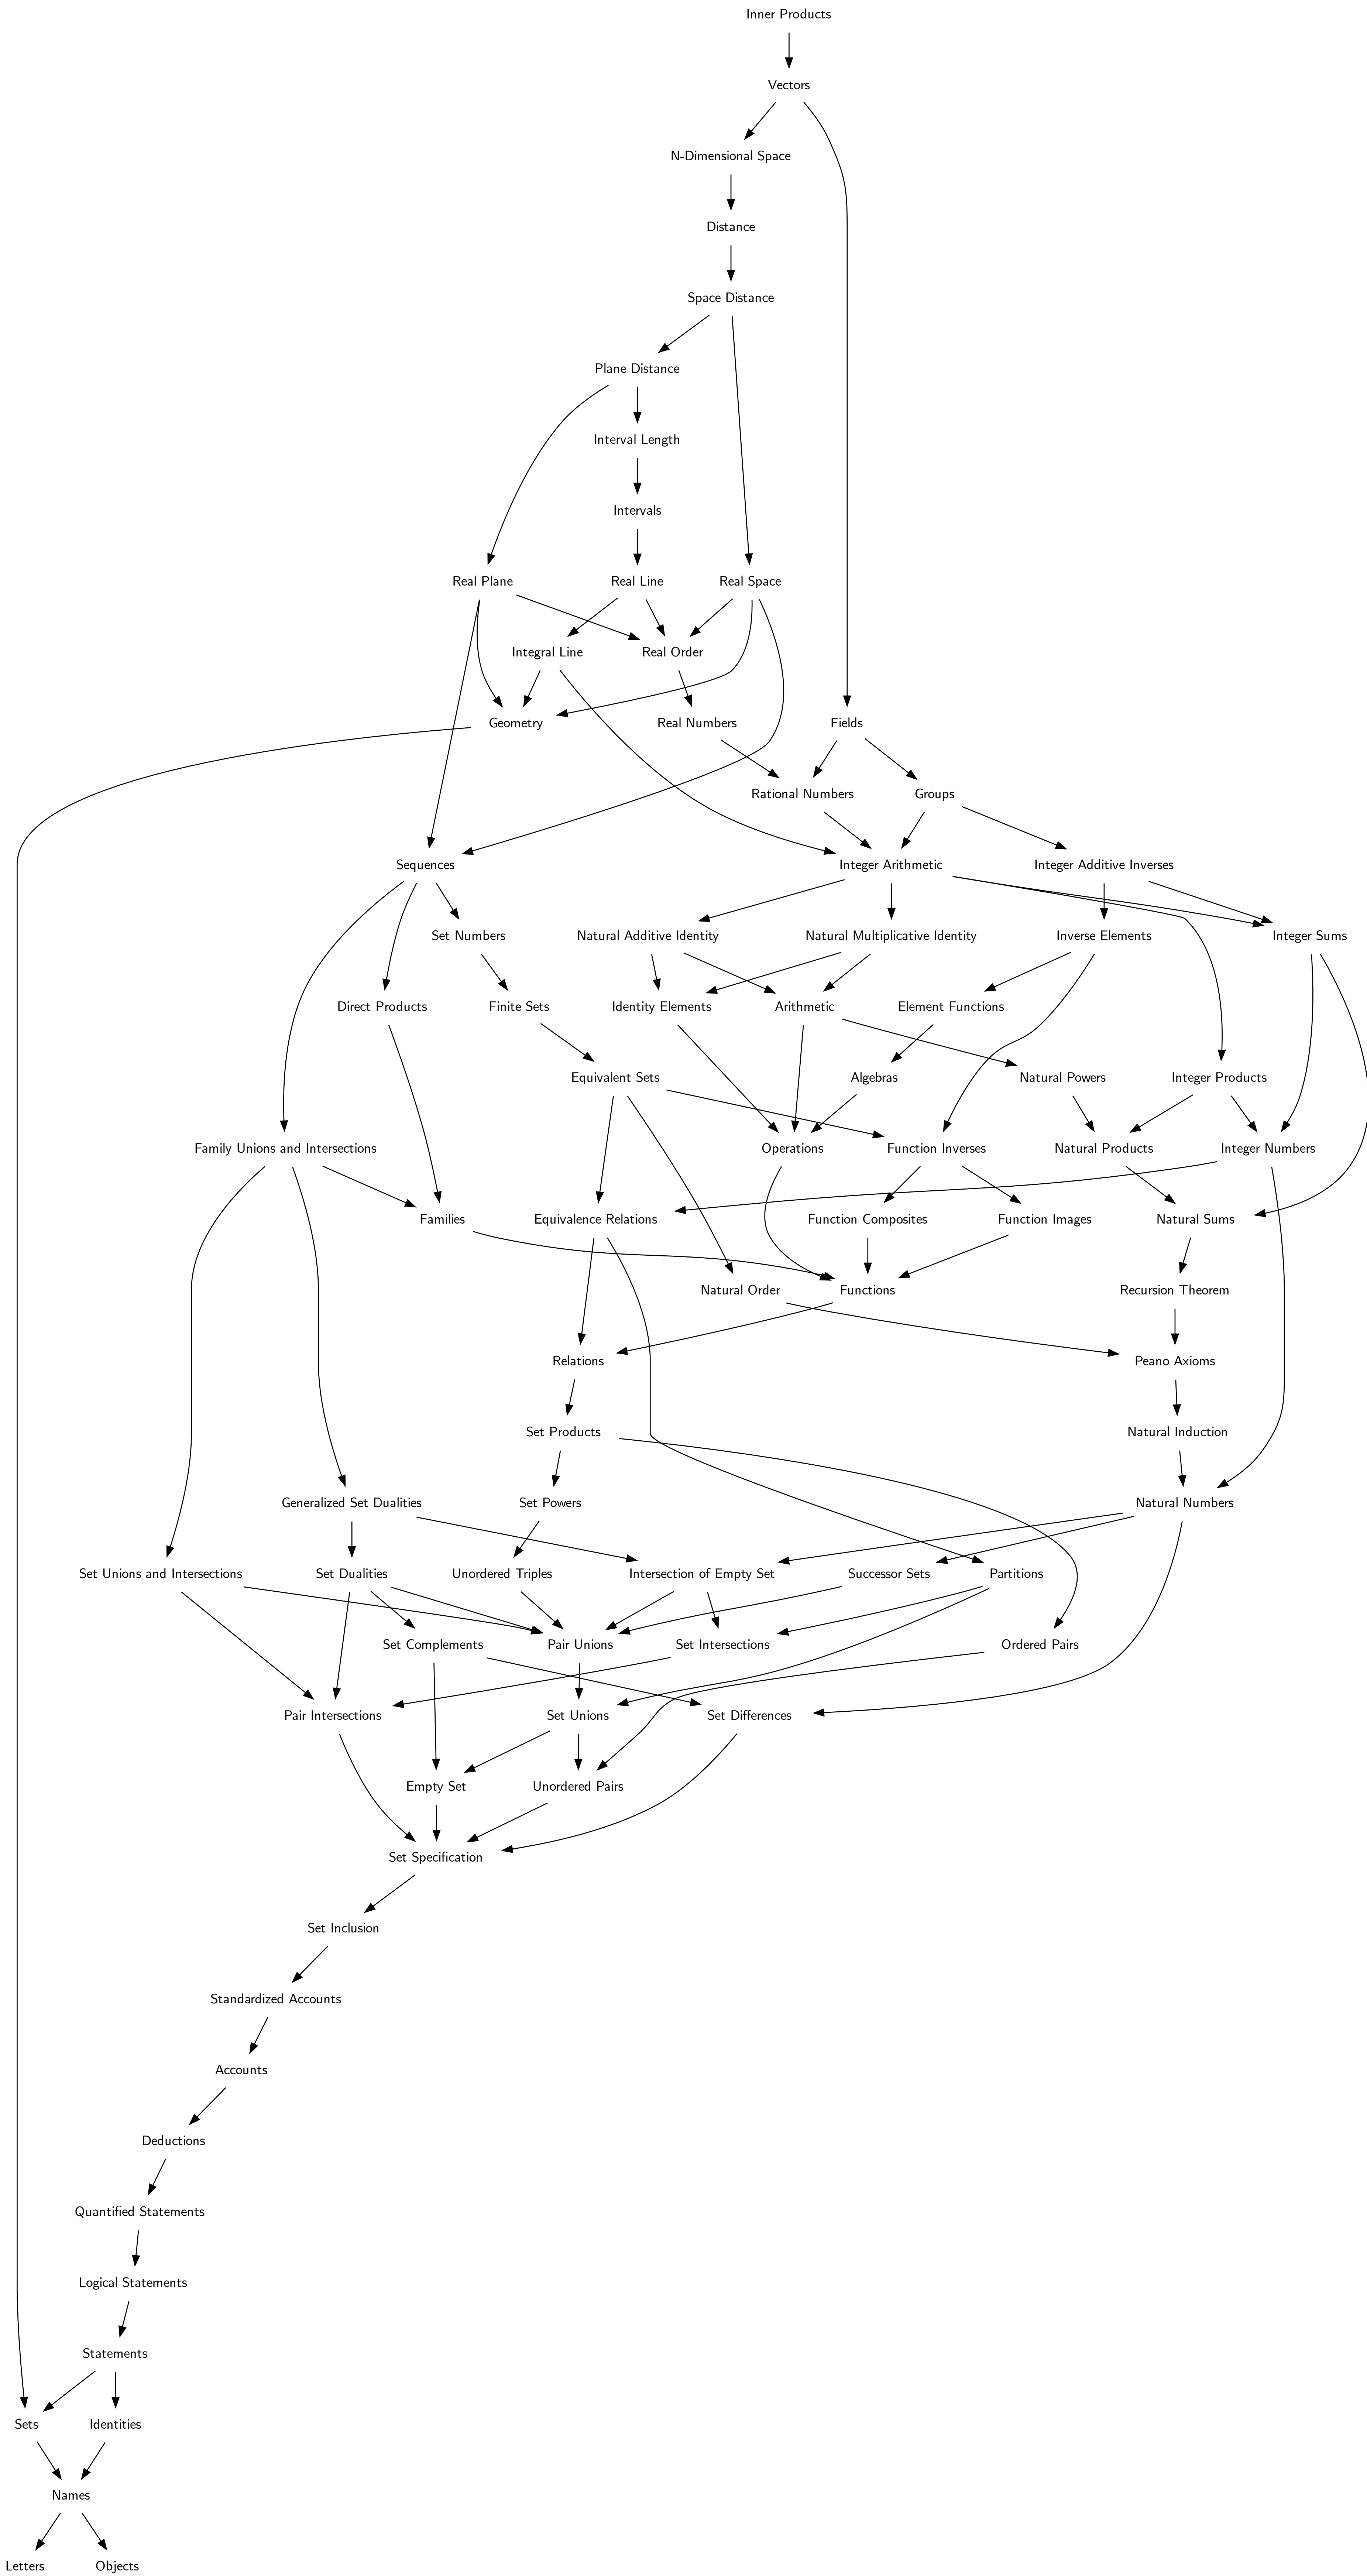 Inner Products
Vectors
N-Dimensional Space
Distance
Space Distance
Plane Distance
Interval Length
Intervals
Real Plane
Real Line
Real Space
Integral Line
Real Order
Geometry
Real Numbers
Fields
Rational Numbers
Groups
Sequences
Integer Arithmetic
Integer Additive Inverses
Set Numbers
Natural Additive Identity
Natural Multiplicative Identity
Inverse Elements
Integer Sums
Direct Products
Finite Sets
Identity Elements
Arithmetic
Element Functions
Equivalent Sets
Algebras
Natural Powers
Integer Products
Family Unions and Intersections
Operations
Function Inverses
Natural Products
Integer Numbers
Families
Equivalence Relations
Function Composites
Function Images
Natural Sums
Natural Order
Functions
Recursion Theorem
Relations
Peano Axioms
Set Products
Natural Induction
Generalized Set Dualities
Set Powers
Natural Numbers
Set Unions and Intersections
Set Dualities
Unordered Triples
Intersection of Empty Set
Successor Sets
Partitions
Set Complements
Pair Unions
Set Intersections
Ordered Pairs
Pair Intersections
Set Unions
Set Differences
Empty Set
Unordered Pairs
Set Specification
Set Inclusion
Standardized Accounts
Accounts
Deductions
Quantified Statements
Logical Statements
Statements
Sets
Identities
Names
Letters
Objects